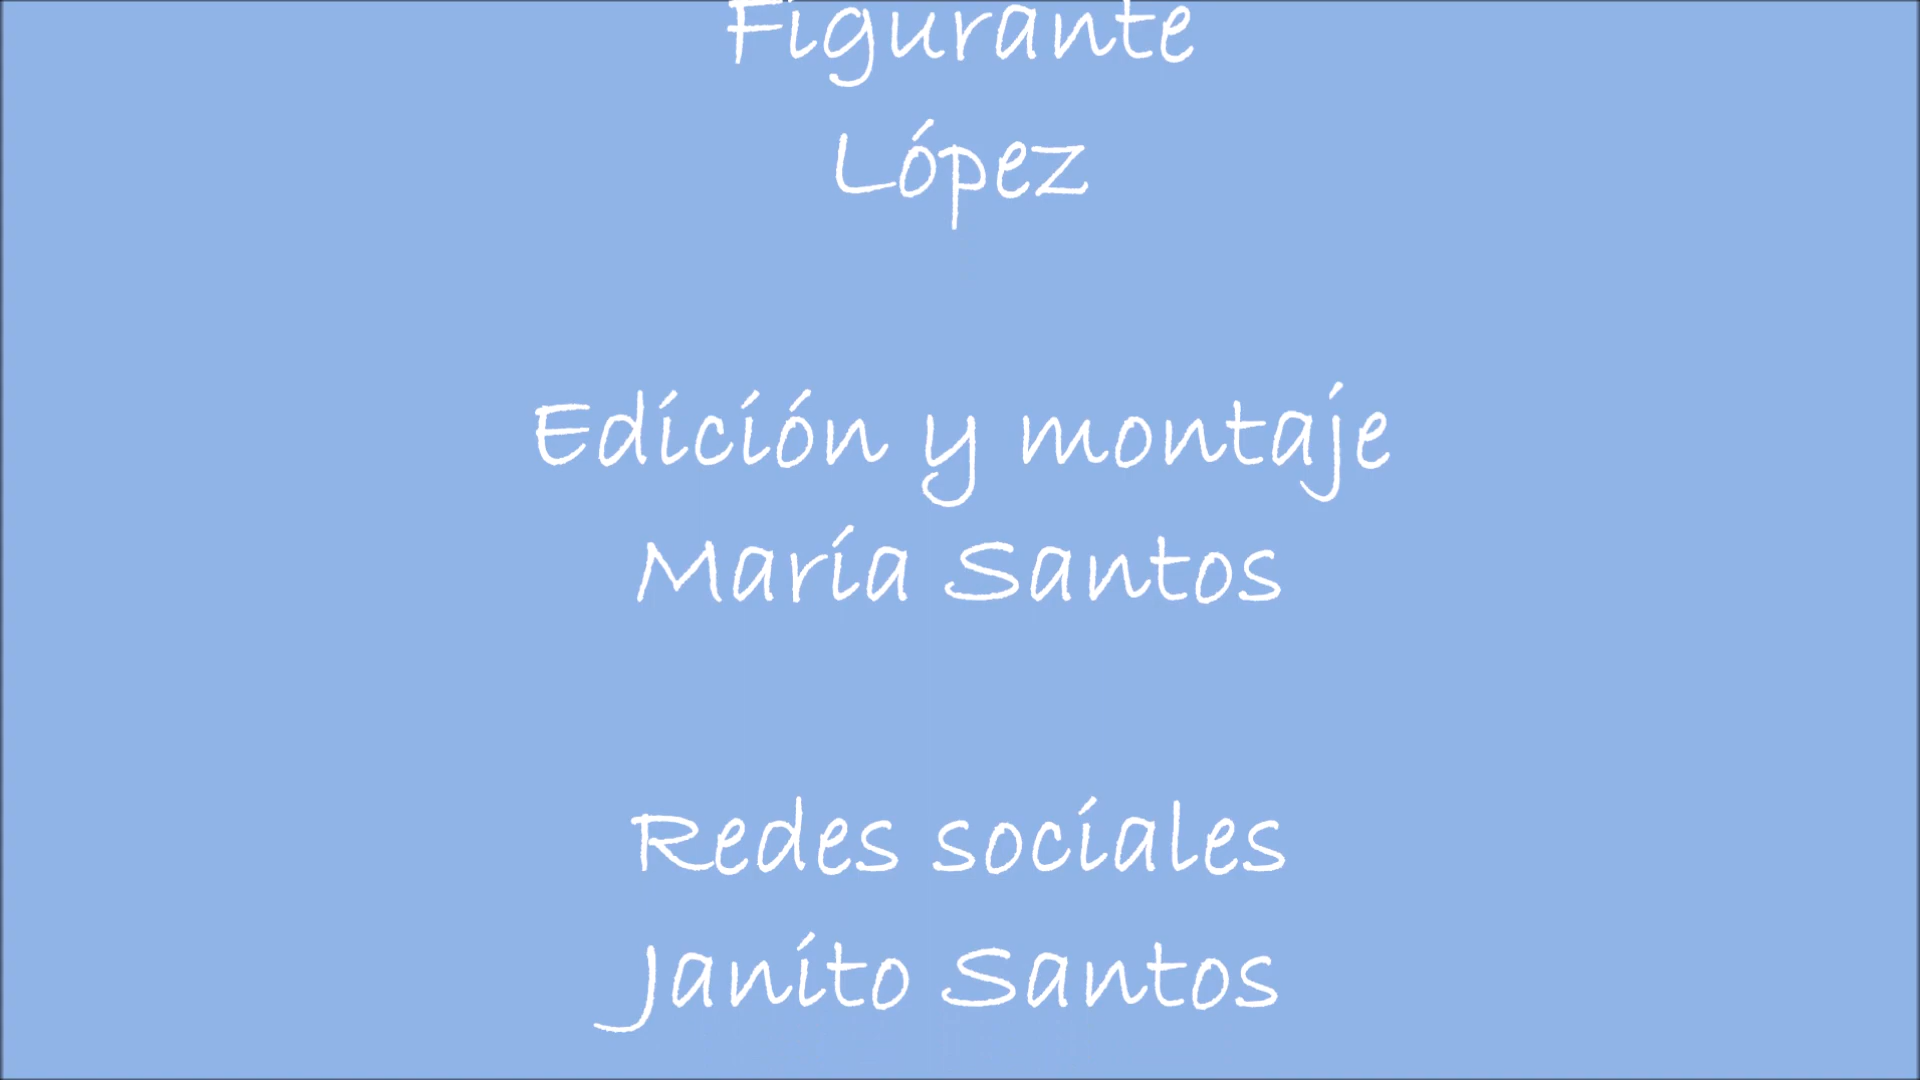 Figurante
López
Edición y montaje
María Santos
Redes sociales
Janito Santos